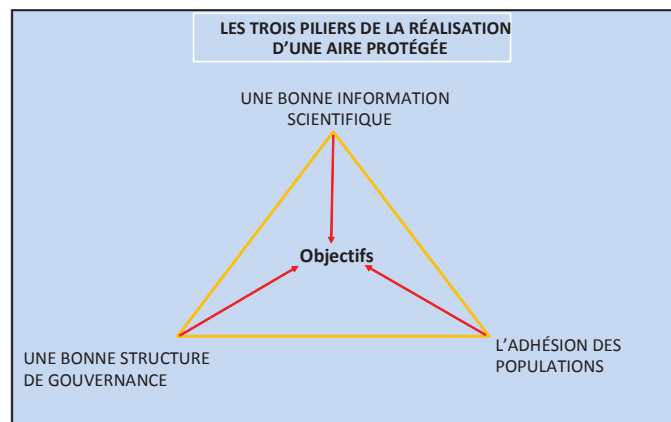 LES TROIS PILIERS DE LA RÉALISATION
D’UNE AIRE PROTÉGÉE
UNE BONNE INFORMATION
SCIENTIFIQUE
Objectifs
UNE BONNE STRUCTURE
DE GOUVERNANCE
L’ADHÉSION DES
POPULATIONS